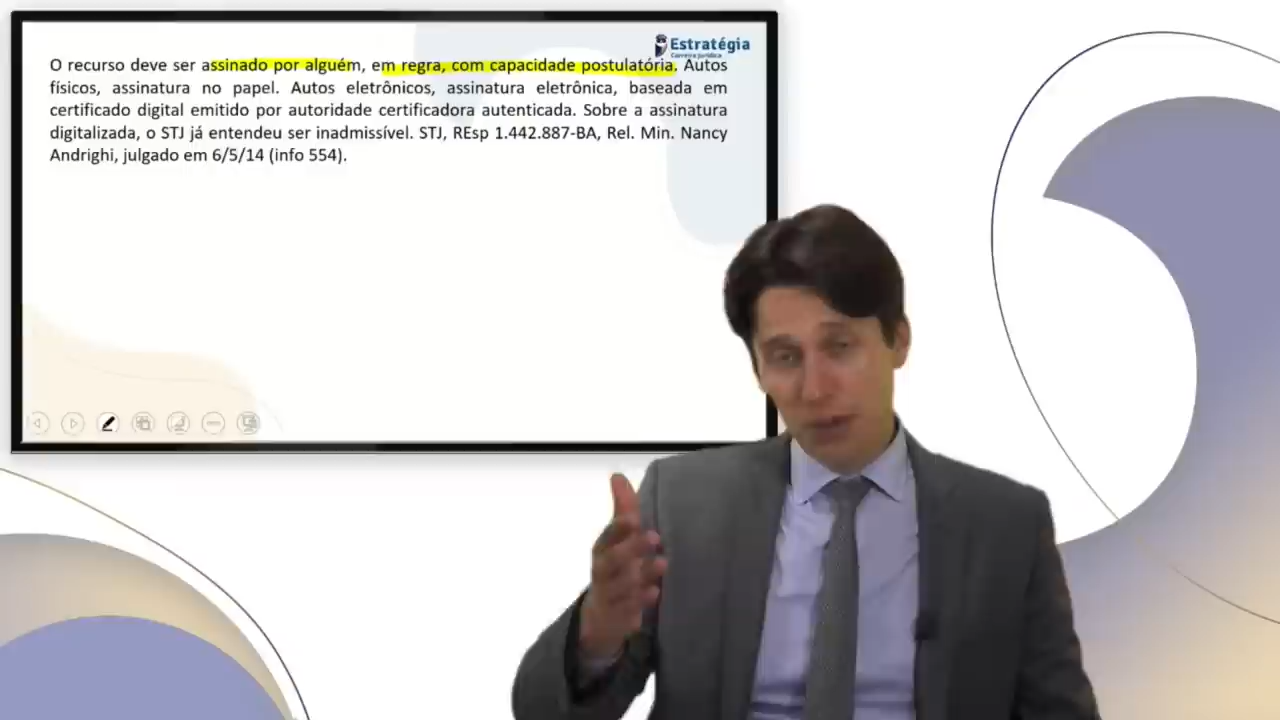 Estratégia
Carreira Jurídica
O recurso deve ser assinado por alguém, em regra, com capacidade postulatória. Autos
físicos, assinatura no papel. Autos eletrônicos, assinatura eletrônica, baseada em
certificado digital emitido por autoridade certificadora autenticada. Sobre a assinatura
digitalizada, o STJ já entendeu ser inadmissível. STJ, REsp 1.442.887-BA, Rel. Min. Nancy
Andrighi, julgado em 6/5/14 (info 554).